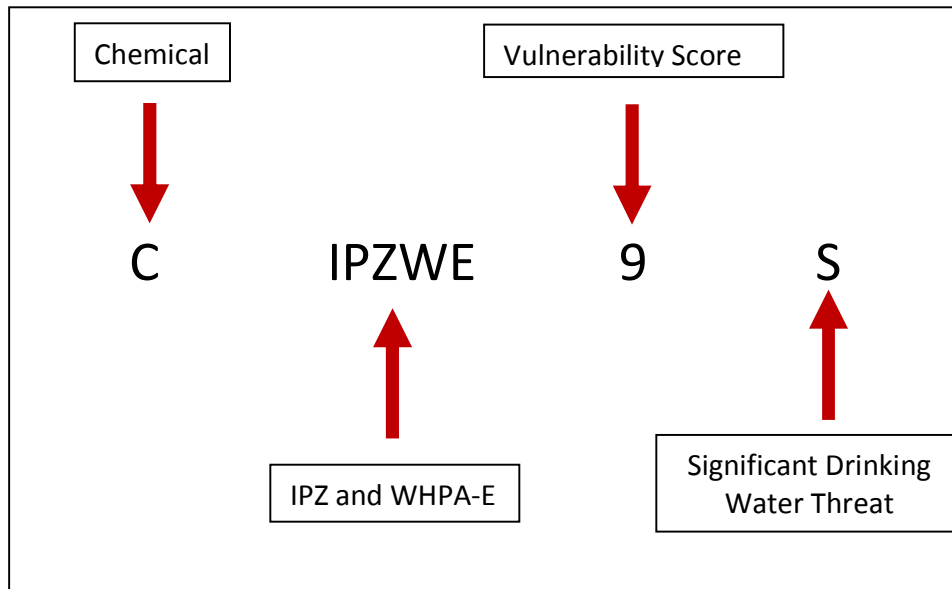 Chemical
Vulnerability Score
C IPZWE 9 S
IPZ and WHPA-E
Significant Drinking
Water Threat